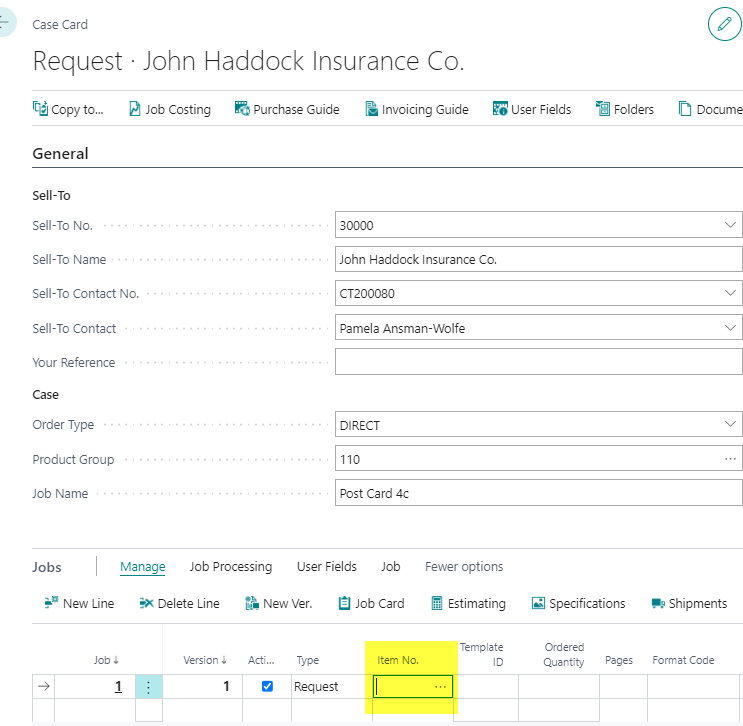 Case Card
Request · John Haddock Insurance Co.
Copy to... Job Costing Purchase Guide Invoicing Guide User Fields Folders Docume
General
Sell-To
Sell-To No. 30000
Sell-To Name John Haddock Insurance Co.
Sell-To Contact No. CT200080
Sell-To Contact Pamela Ansman-Wolfe
Your Reference
Case
Order Type DIRECT
Product Group 110 ...
Job Name Post Card 4c
Jobs Manage Job Processing User Fields Job Fewer options
New Line Delete Line New Ver. Job Card Estimating Specifications Shipments
Job↓ Version↓ Acti... Type Item No. Template ID Ordered Quantity Pages Format Code
→ 1 ⋮ 1 Request ...